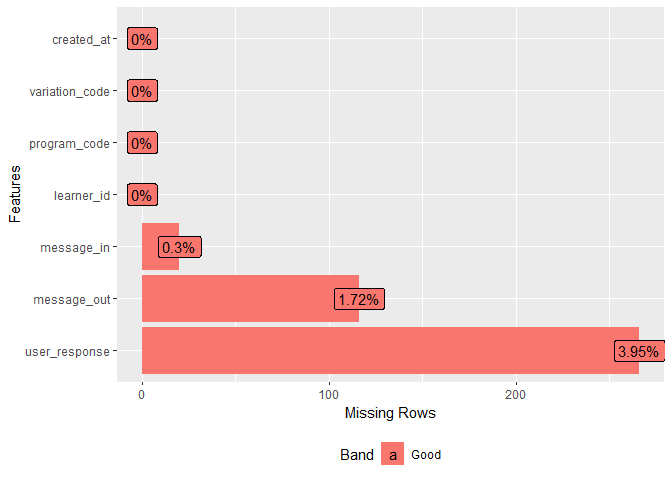 Features
created_at 0%
variation_code 0%
program_code 0%
learner_id 0%
message_in 0.3%
message_out 1.72%
user_response 3.95%
0 100 200
Missing Rows
Band a Good